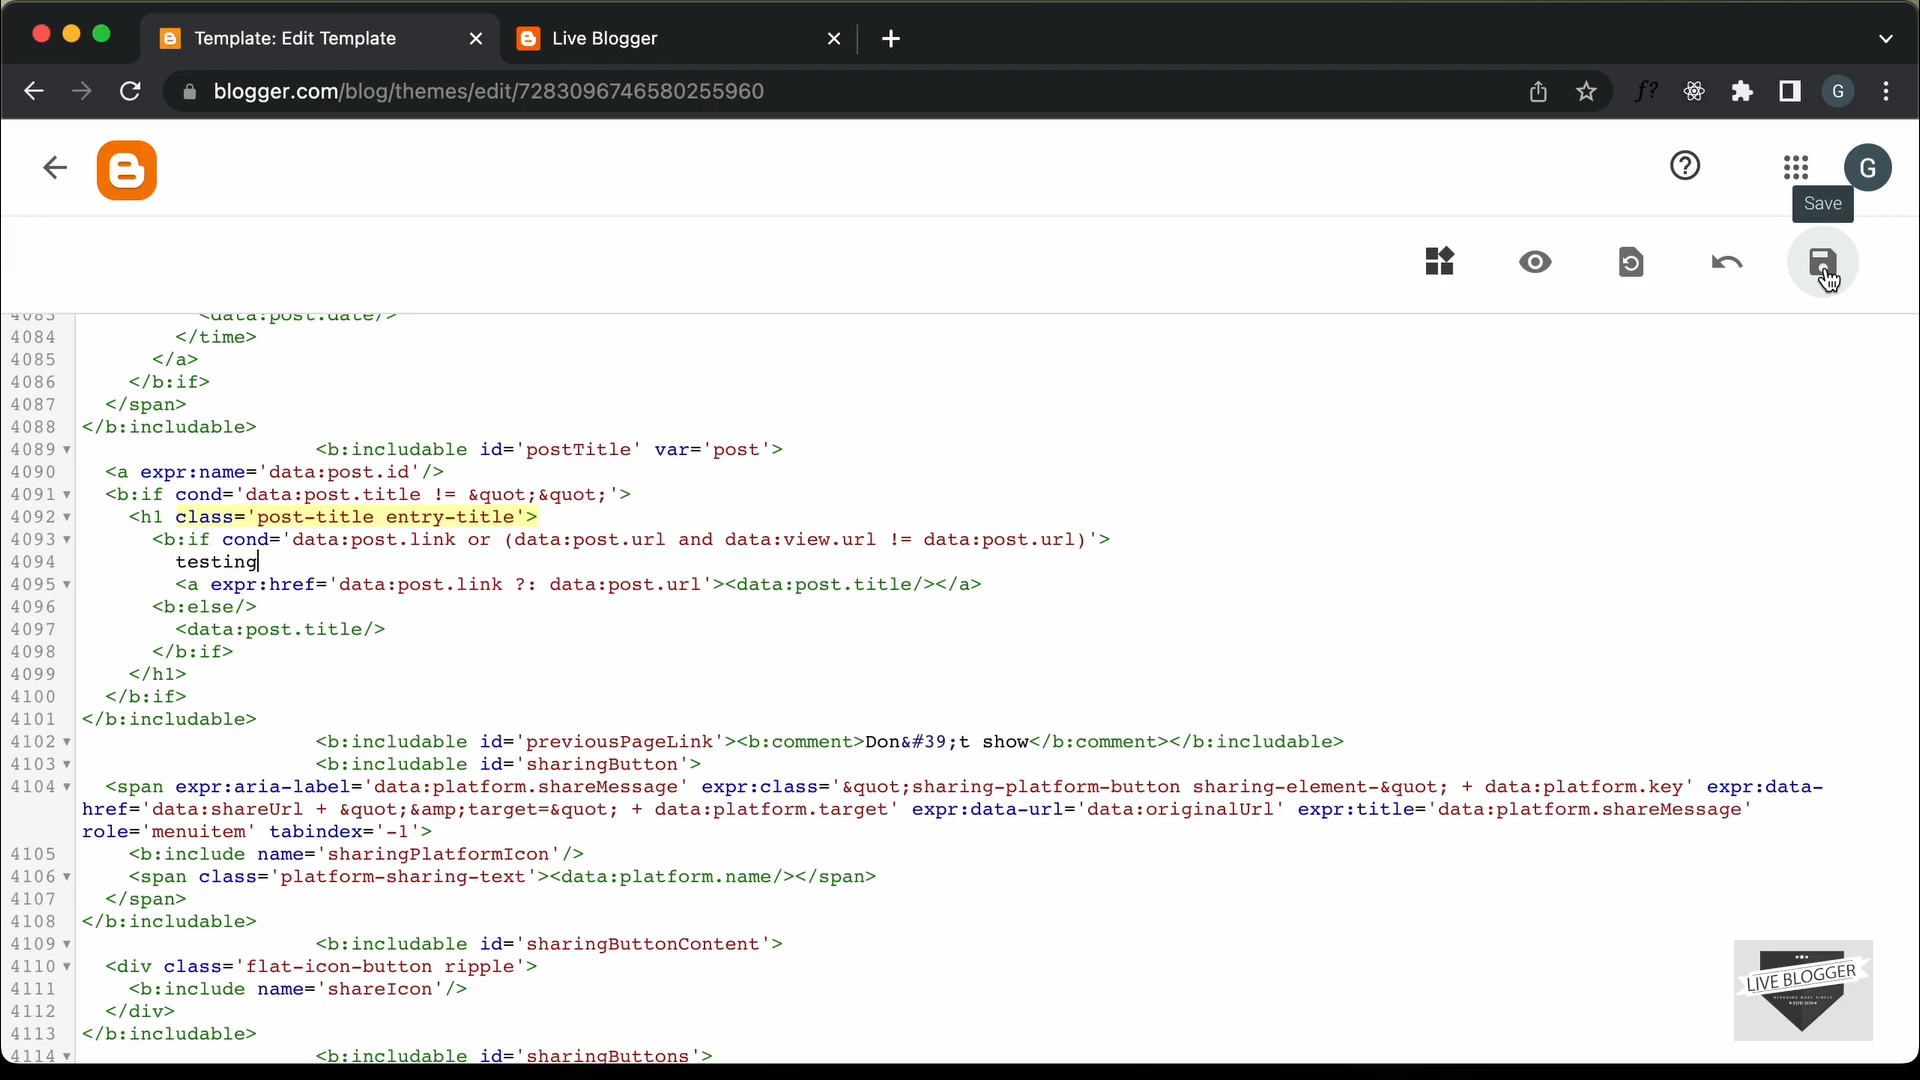 Template: Edit Template
Live Blogger
blogger.com/blog/themes/edit/7283096746580255960
f?
G
G
Save
4083 <data:post.date/>
4084 </time>
4085 </a>
4086 </b:if>
4087 </span>
4088 </b:includable>
4089 <b:includable id='postTitle' var='post'>
4090 <a expr:name='data:post.id'/>
4091 <b:if cond='data:post.title != &quot;&quot;'>
4092 <h1 class='post-title entry-title'>
4093 <b:if cond='data:post.link or (data:post.url and data:view.url != data:post.url)'>
4094 testing
4095 <a expr:href='data:post.link ?: data:post.url'><data:post.title/></a>
4096 <b:else/>
4097 <data:post.title/>
4098 </b:if>
4099 </h1>
4100 </b:if>
4101 </b:includable>
4102 <b:includable id='previousPageLink'><b:comment>Don&#39;t show</b:comment></b:includable>
4103 <b:includable id='sharingButton'>
4104 <span expr:aria-label='data:platform.shareMessage' expr:class='&quot;sharing-platform-button sharing-element-&quot; + data:platform.key' expr:data-
href='data:shareUrl + &quot;&amp;target=&quot; + data:platform.target' expr:data-url='data:originalUrl' expr:title='data:platform.shareMessage'
role='menuitem' tabindex='-1'>
4105 <b:include name='sharingPlatformIcon'/>
4106 <span class='platform-sharing-text'><data:platform.name/></span>
4107 </span>
4108 </b:includable>
4109 <b:includable id='sharingButtonContent'>
4110 <div class='flat-icon-button ripple'>
4111 <b:include name='shareIcon'/>
4112 </div>
4113 </b:includable>
4114 <b:includable id='sharingButtons'>
LIVE BLOGGER